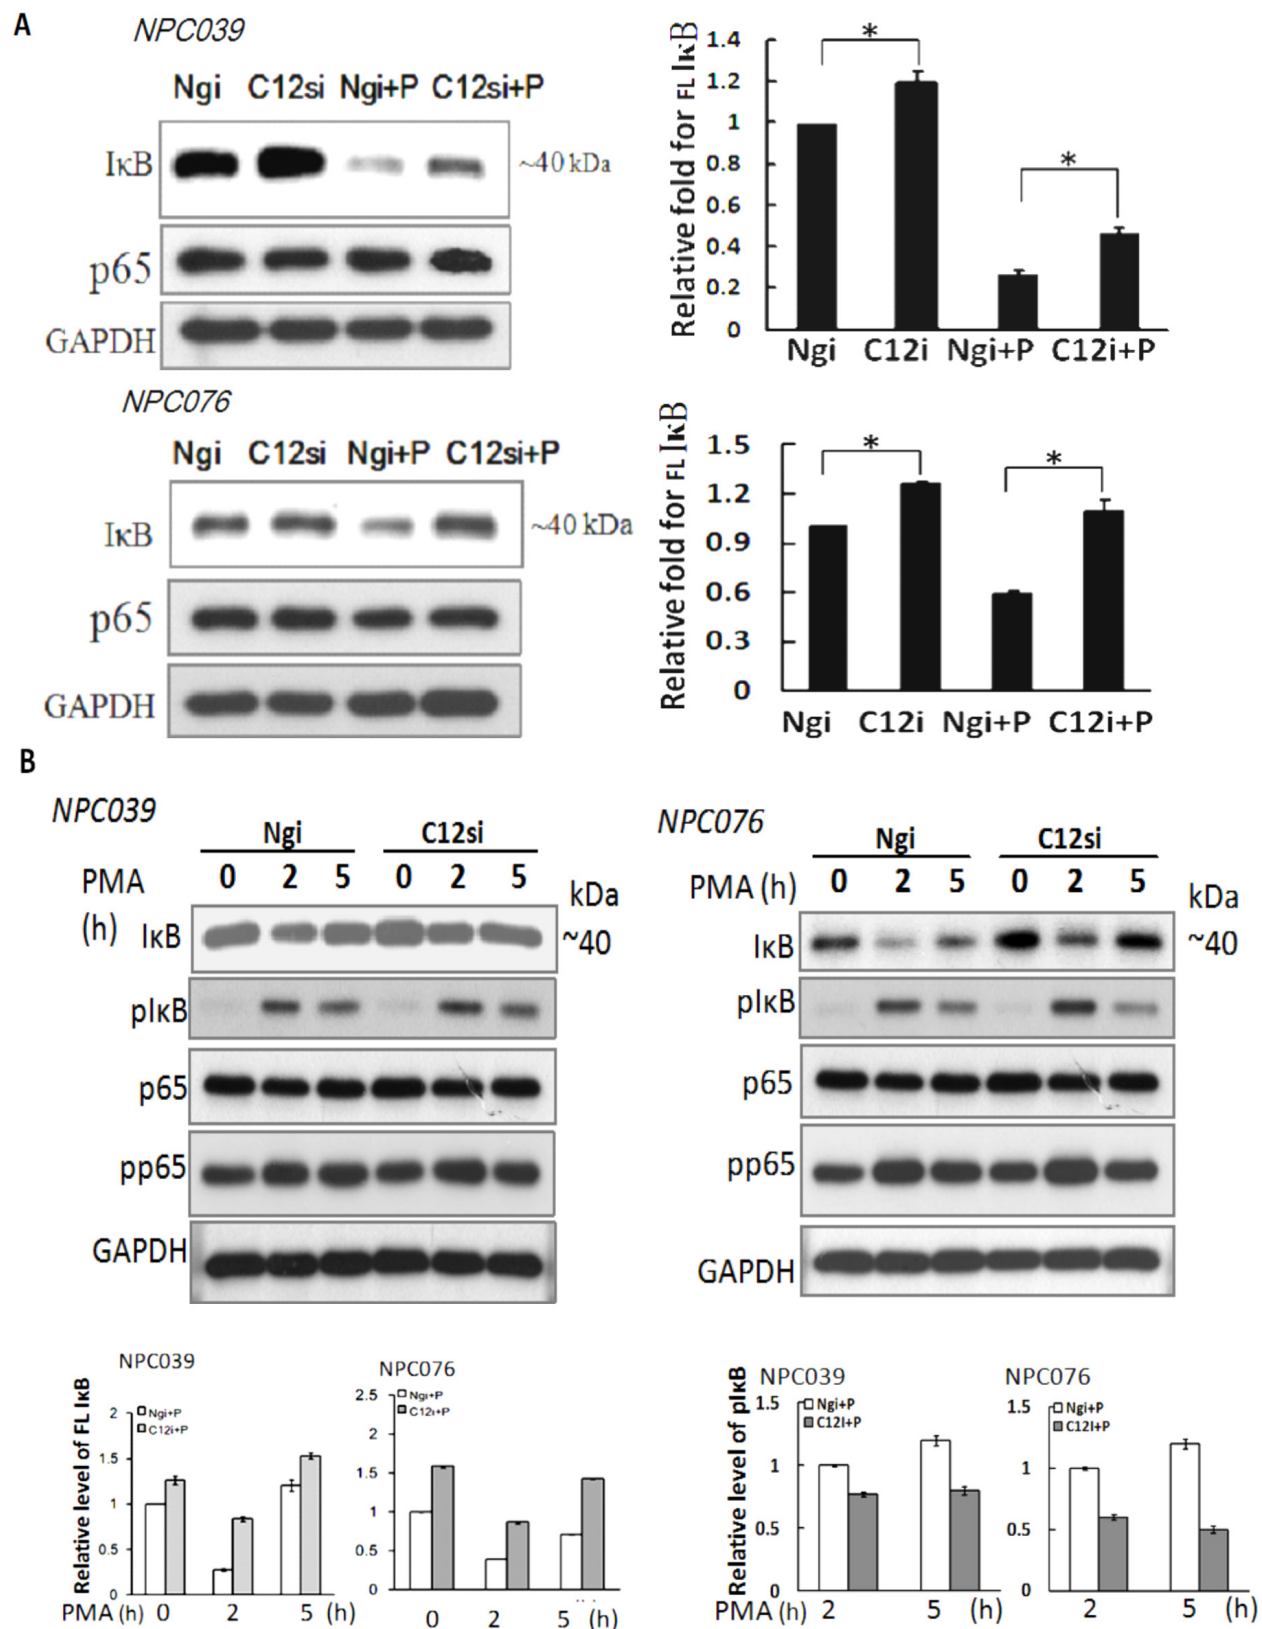 A
NPC039
Ngi C12si Ngi+P C12si+P
IκB ~40 kDa
p65
GAPDH
Relative fold for FL IκB
1.4
1.2
1
0.8
0.6
0.4
0.2
0
* *
Ngi C12i Ngi+P C12i+P
NPC076
Ngi C12si Ngi+P C12si+P
IκB ~40 kDa
p65
GAPDH
Relative fold for FL IκB
1.5
1.2
0.9
0.6
0.3
0
* *
Ngi C12i Ngi+P C12i+P
B
NPC039
Ngi C12si
PMA (h) 0 2 5 0 2 5 kDa
IκB ~40
pIκB
p65
pp65
GAPDH
NPC076
Ngi C12si
PMA (h) 0 2 5 0 2 5 kDa
IκB ~40
pIκB
p65
pp65
GAPDH
NPC039
Relative level of FL IκB
2
1.5
1
0.5
0
Ngi+P
C12i+P
PMA (h) 0 2 5 (h)
NPC076
2.5
2
1.5
1
0.5
0
Ngi+P
C12i+P
0 2 5 (h)
NPC039
Relative level of pIκB
1.5
1
0.5
0
Ngi+P
C12I+P
PMA (h) 2 5 (h)
NPC076
1.5
1
0.5
0
Ngi+P
C12I+P
2 5 (h)